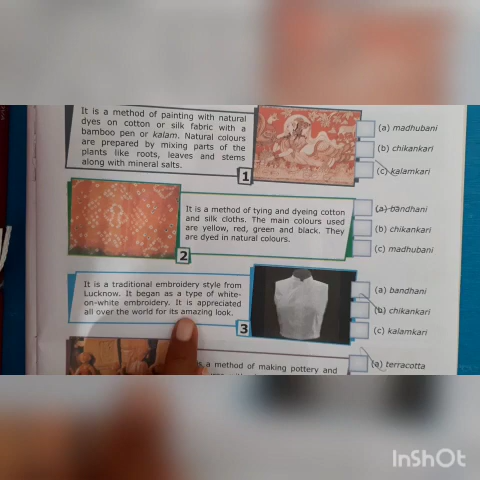 It is a method of painting with natural
dyes on cotton or silk fabric with a
bamboo pen or kalam. Natural colours
are prepared by mixing parts of the
plants like roots, leaves and stems
along with mineral salts.
1
(a) madhubani
(b) chikankari
(c) kalamkari
It is a method of tying and dyeing cotton
and silk cloths. The main colours used
are yellow, red, green and black. They
are dyed in natural colours.
2
(a) bandhani
(b) chikankari
(c) madhubani
It is a traditional embroidery style from
Lucknow. It began as a type of white-
on-white embroidery. It is appreciated
all over the world for its amazing look.
3
(a) bandhani
(b) chikankari
(c) kalamkari
is a method of making pottery and
(a) terracotta
InShOt